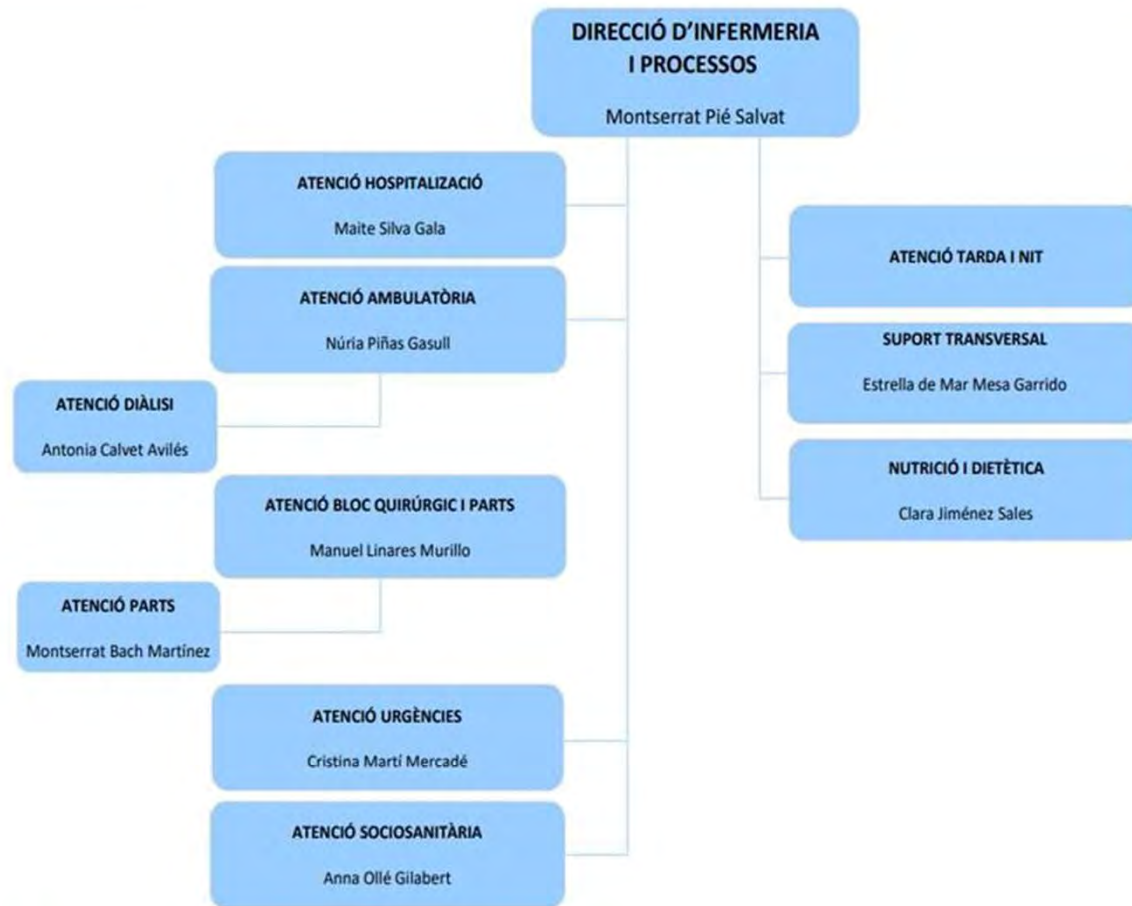 DIRECCIÓ D'INFERMERIA
I PROCESSOS
Montserrat Pié Salvat
ATENCIÓ HOSPITALIZACIÓ
Maite Silva Gala
ATENCIÓ AMBULATÒRIA
Núria Piñas Gasull
ATENCIÓ DIÀLISI
Antonia Calvet Avilés
ATENCIÓ BLOC QUIRÚRGIC I PARTS
Manuel Linares Murillo
ATENCIÓ PARTS
Montserrat Bach Martínez
ATENCIÓ URGÈNCIES
Cristina Martí Mercadé
ATENCIÓ SOCIOSANITÀRIA
Anna Ollé Gilabert
ATENCIÓ TARDA I NIT
SUPORT TRANSVERSAL
Estrella de Mar Mesa Garrido
NUTRICIÓ I DIETÈTICA
Clara Jiménez Sales